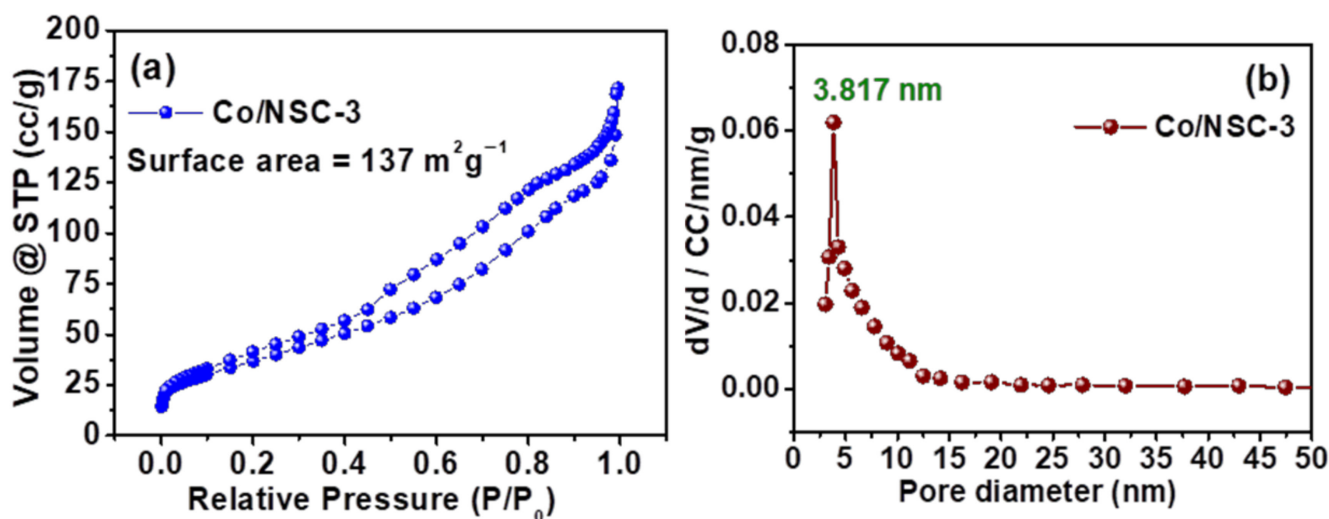 (a)
Co/NSC-3
Surface area = 137 m²g⁻¹
Volume @ STP (cc/g)
200
175
150
125
100
75
50
25
0
0.0 0.2 0.4 0.6 0.8 1.0
Relative Pressure (P/P₀)
(b)
3.817 nm
Co/NSC-3
dV/d / CC/nm/g
0.08
0.06
0.04
0.02
0.00
0 5 10 15 20 25 30 35 40 45 50
Pore diameter (nm)